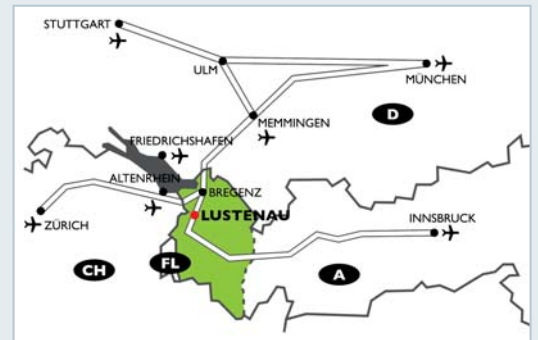 STUTTGART
ULM
MÜNCHEN
D
MEMMINGEN
FRIEDRICHSHAFEN
ALTENRHEIN
BREGENZ
LUSTENAU
ZÜRICH
INNSBRUCK
CH
FL
A